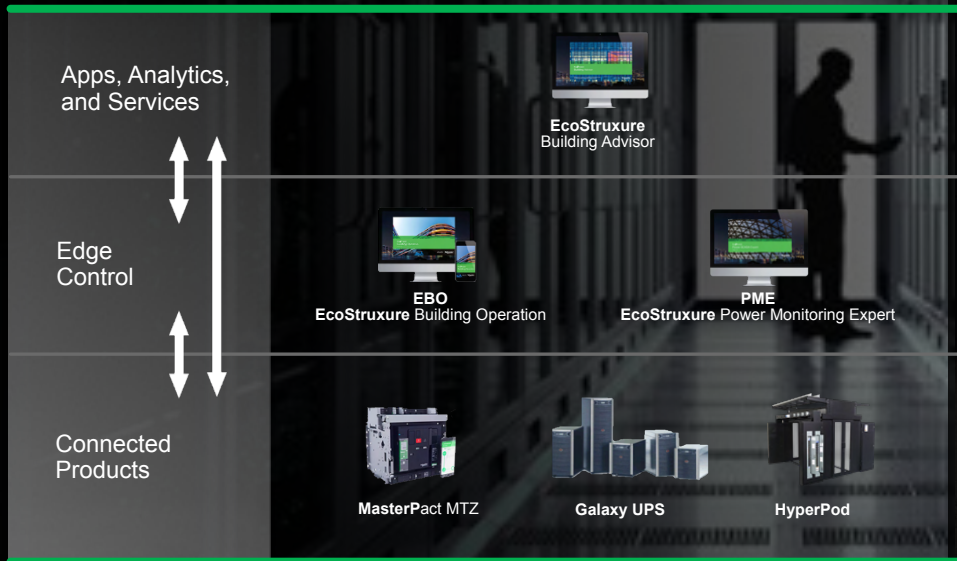 Apps, Analytics,
and Services
EcoStruxure
Building Advisor
Edge
Control
EBO
EcoStruxure Building Operation
PME
EcoStruxure Power Monitoring Expert
Connected
Products
MasterPact MTZ
Galaxy UPS
HyperPod